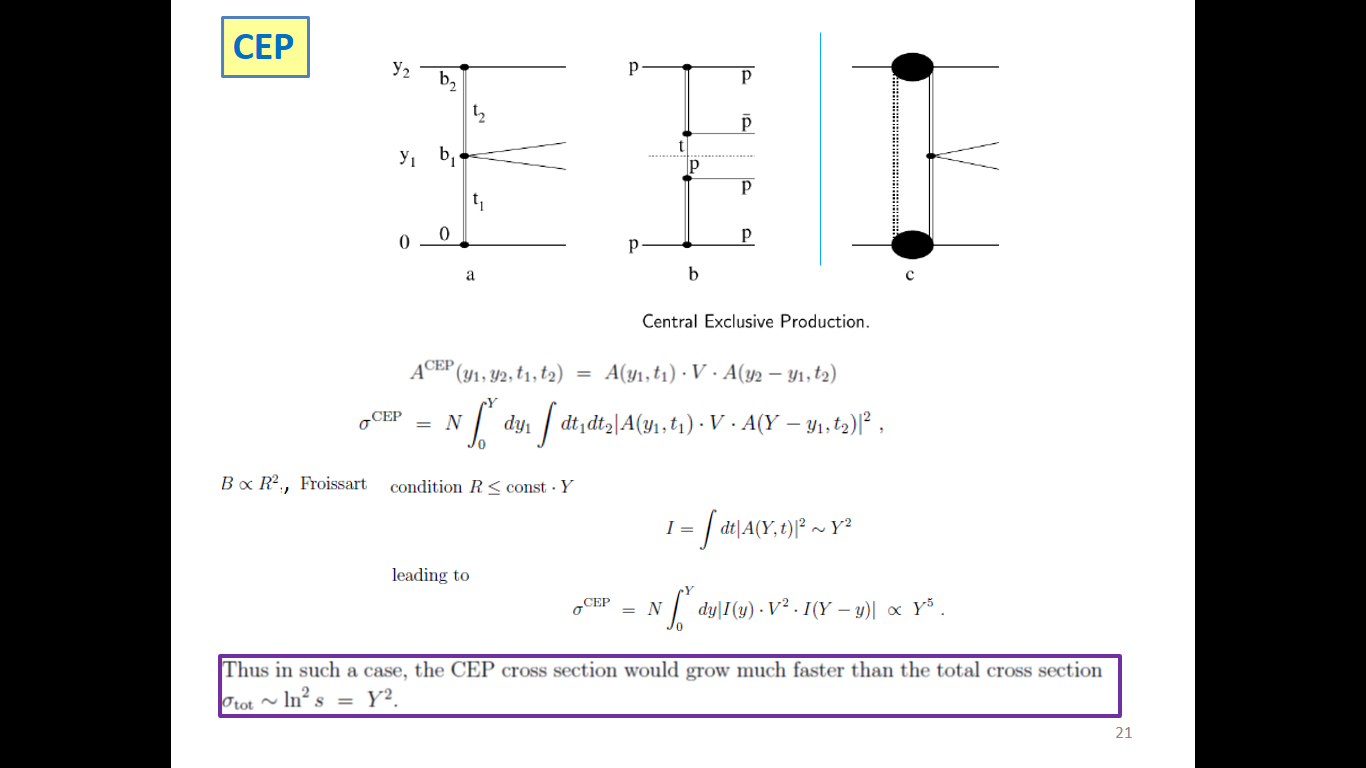 CEP
y₂ b₂ t₂
y₁ b₁ t₁
0 0
a
p p
p̄
t
p
p
p p
b
c
Central Exclusive Production.
A^CEP(y₁, y₂, t₁, t₂) = A(y₁, t₁) · V · A(y₂ − y₁, t₂)
σ^CEP = N ∫₀^Y dy₁ ∫ dt₁dt₂|A(y₁, t₁) · V · A(Y − y₁, t₂)|² ,
B ∝ R²,, Froissart condition R ≤ const · Y
I = ∫ dt|A(Y, t)|² ∼ Y²
leading to
σ^CEP = N ∫₀^Y dy|I(y) · V² · I(Y − y)| ∝ Y⁵ .
Thus in such a case, the CEP cross section would grow much faster than the total cross section
σ_tot ∼ ln² s = Y².
21